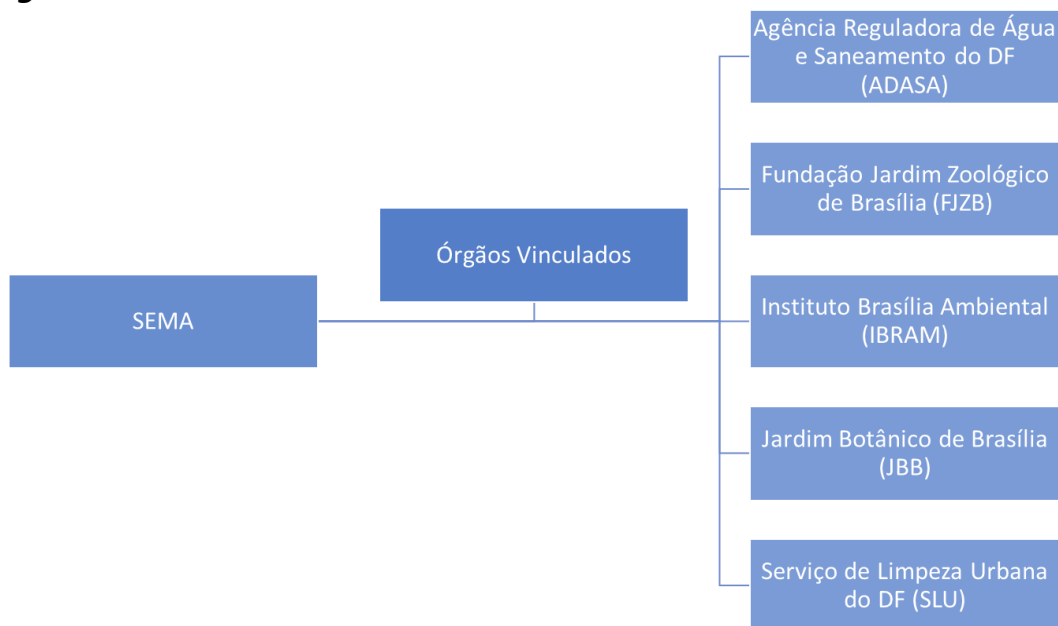 Agência Reguladora de Água
e Saneamento do DF
(ADASA)
Fundação Jardim Zoológico
de Brasília (FJZB)
Órgãos Vinculados
SEMA
Instituto Brasília Ambiental
(IBRAM)
Jardim Botânico de Brasília
(JBB)
Serviço de Limpeza Urbana
do DF (SLU)